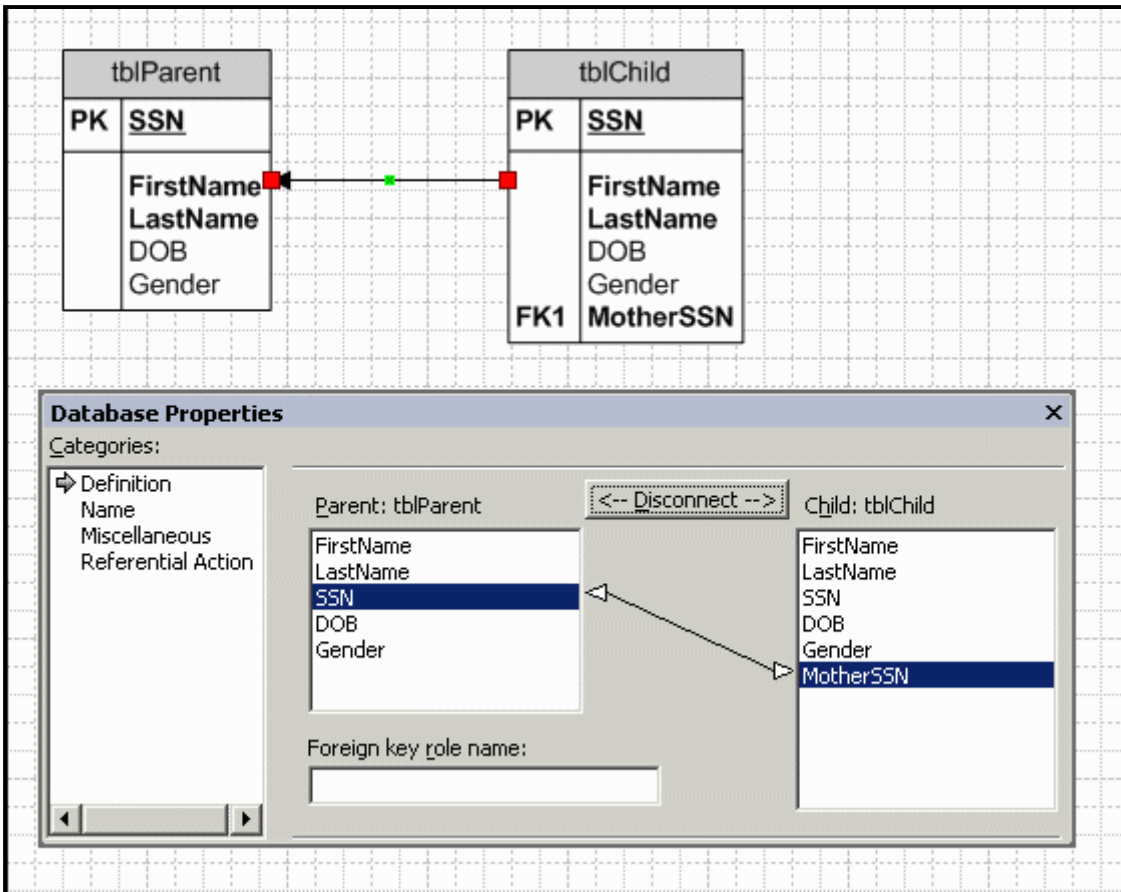 tblParent
PK SSN
FirstName
LastName
DOB
Gender
tblChild
PK SSN
FirstName
LastName
DOB
Gender
FK1 MotherSSN
Database Properties
Categories:
Definition
Name
Miscellaneous
Referential Action
Parent: tblParent
<-- Disconnect -->
Child: tblChild
FirstName
LastName
SSN
DOB
Gender
FirstName
LastName
SSN
DOB
Gender
MotherSSN
Foreign key role name: